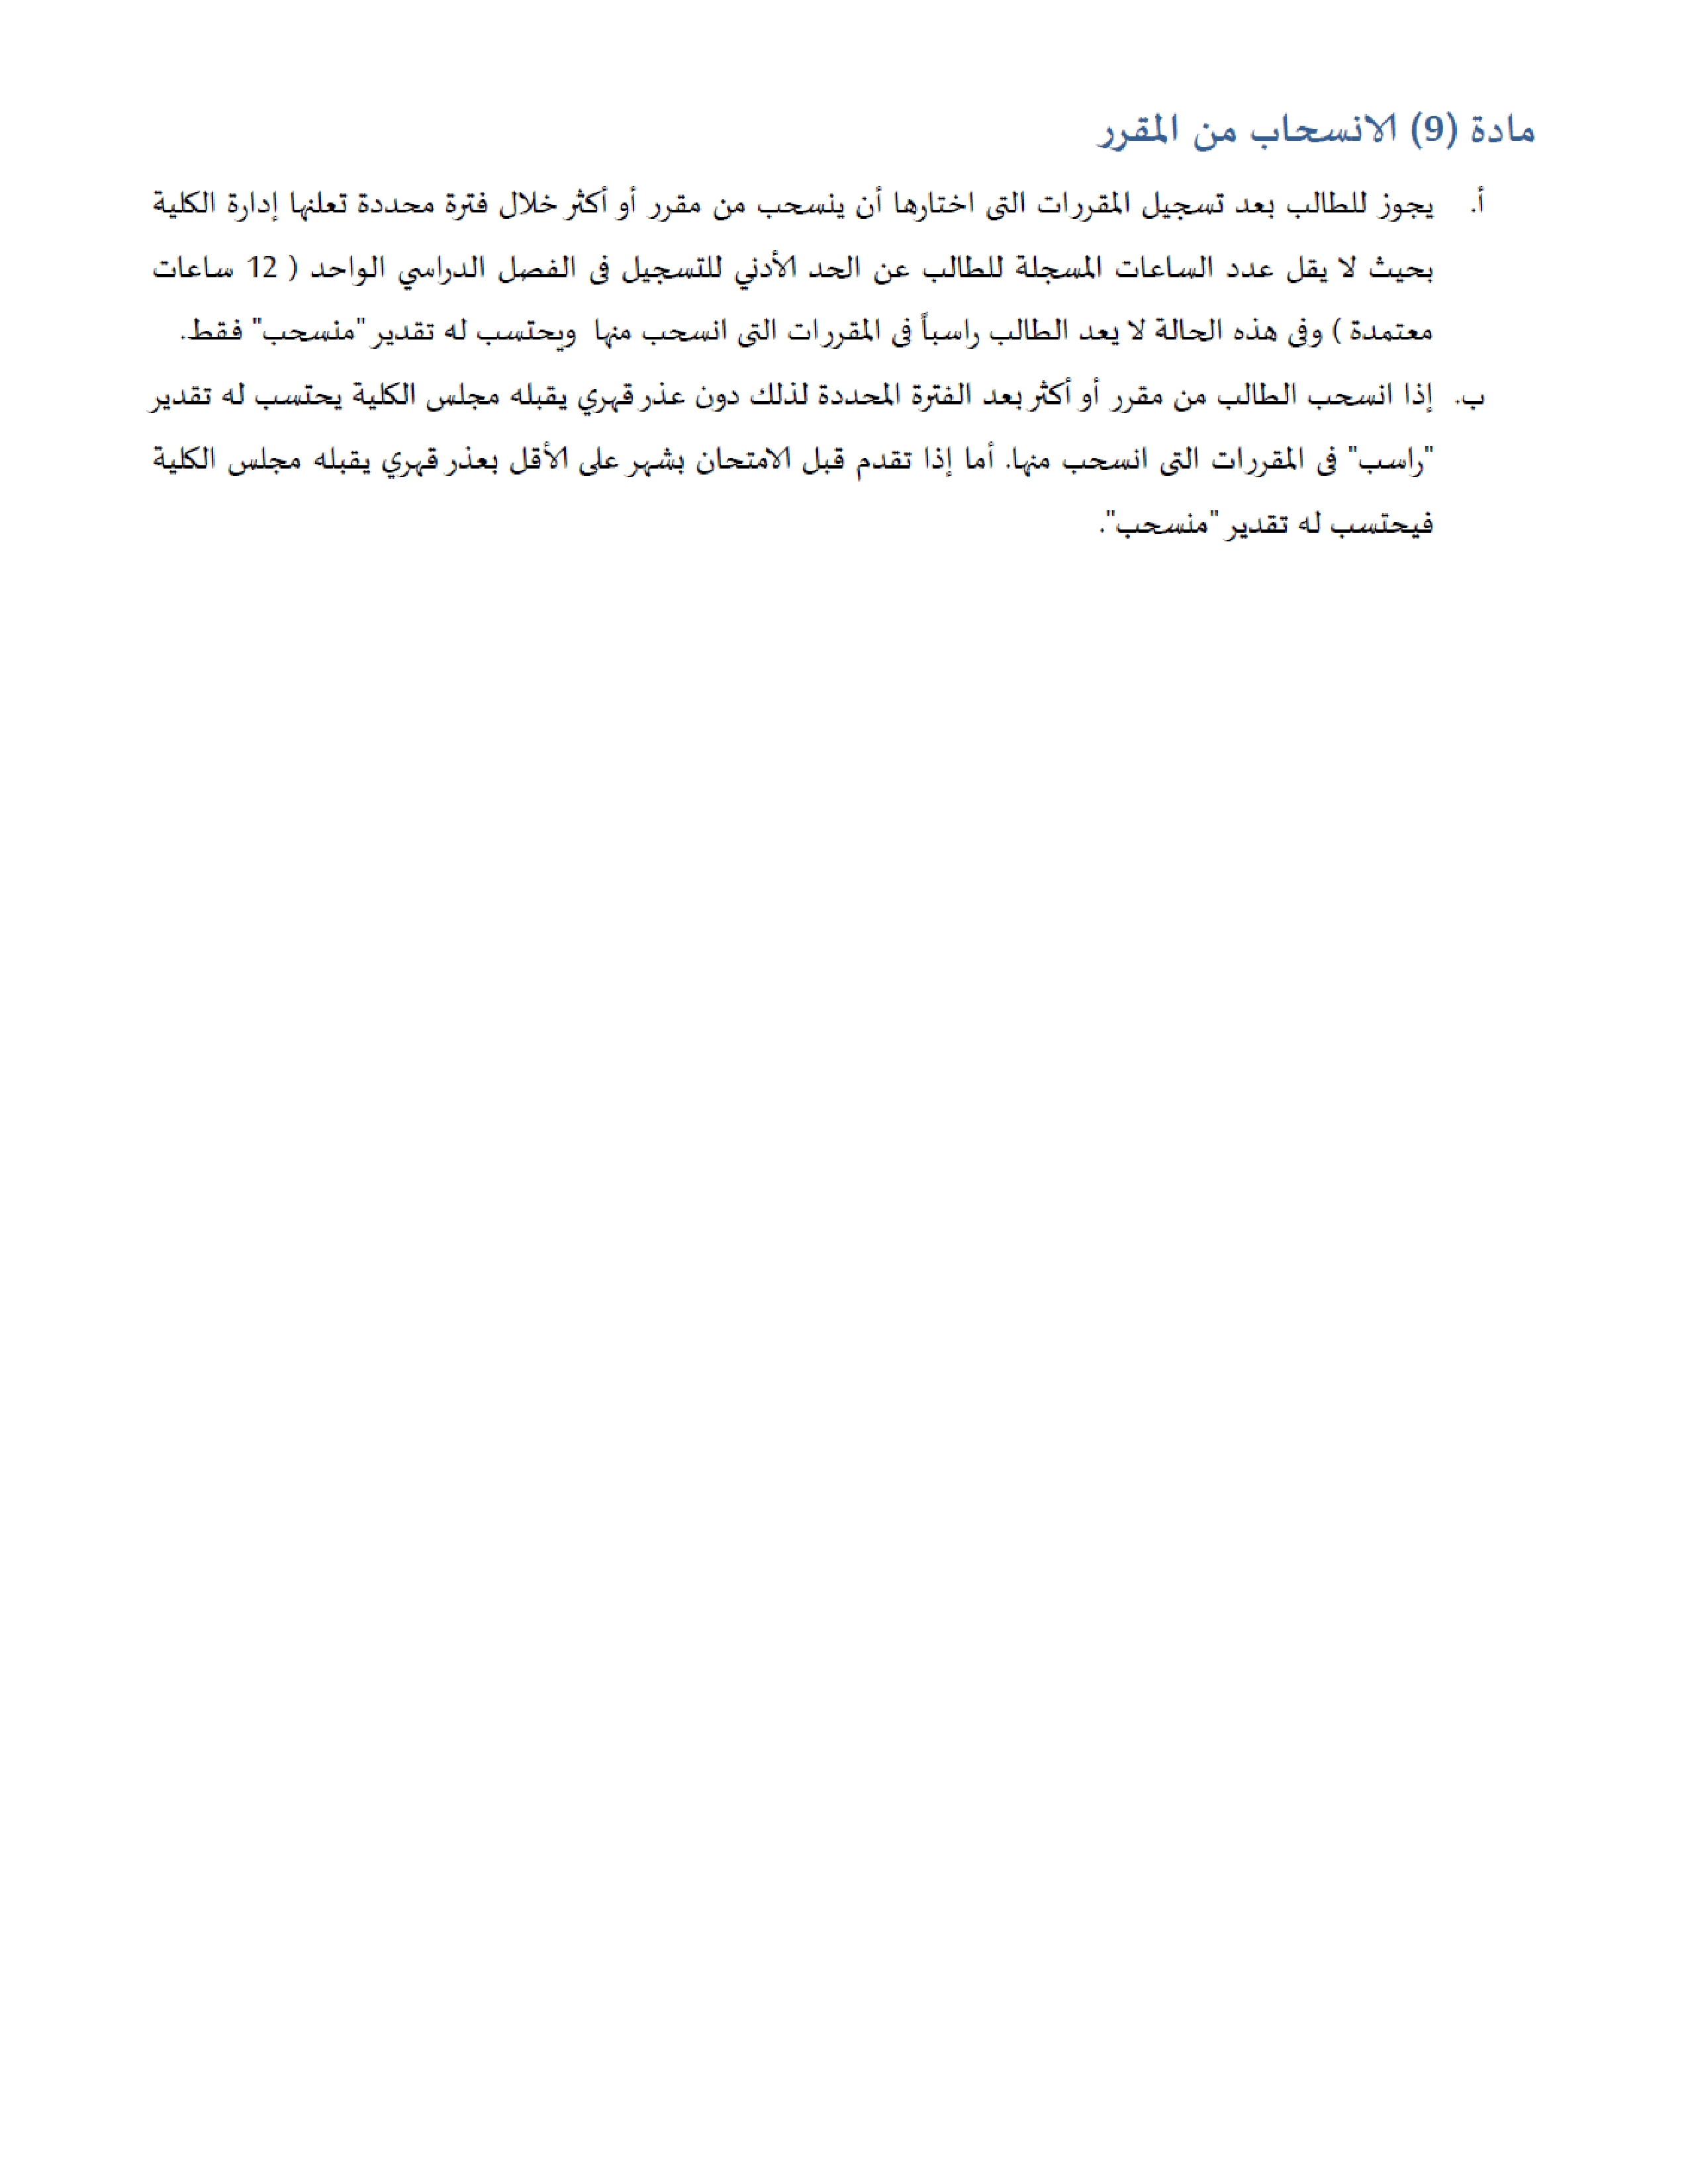 مادة (9) الانسحاب من المقرر
أ. يجوز للطالب بعد تسجيل المقررات التى اختارها أن ينسحب من مقرر أو أكثر خلال فترة محددة تعلنها إدارة الكلية
بحيث لا يقل عدد الساعات المسجلة للطالب عن الحد الأدني للتسجيل فى الفصل الدراسي الواحد ( 12 ساعات
معتمدة ) وفى هذه الحالة لا يعد الطالب راسباً فى المقررات التى انسحب منها ويحتسب له تقدير "منسحب" فقط.
ب. إذا انسحب الطالب من مقرر أو أكثر بعد الفترة المحددة لذلك دون عذر قهري يقبله مجلس الكلية يحتسب له تقدير
"راسب" فى المقررات التى انسحب منها. أما إذا تقدم قبل الامتحان بشهر على الأقل بعذر قهري يقبله مجلس الكلية
فيحتسب له تقدير "منسحب".